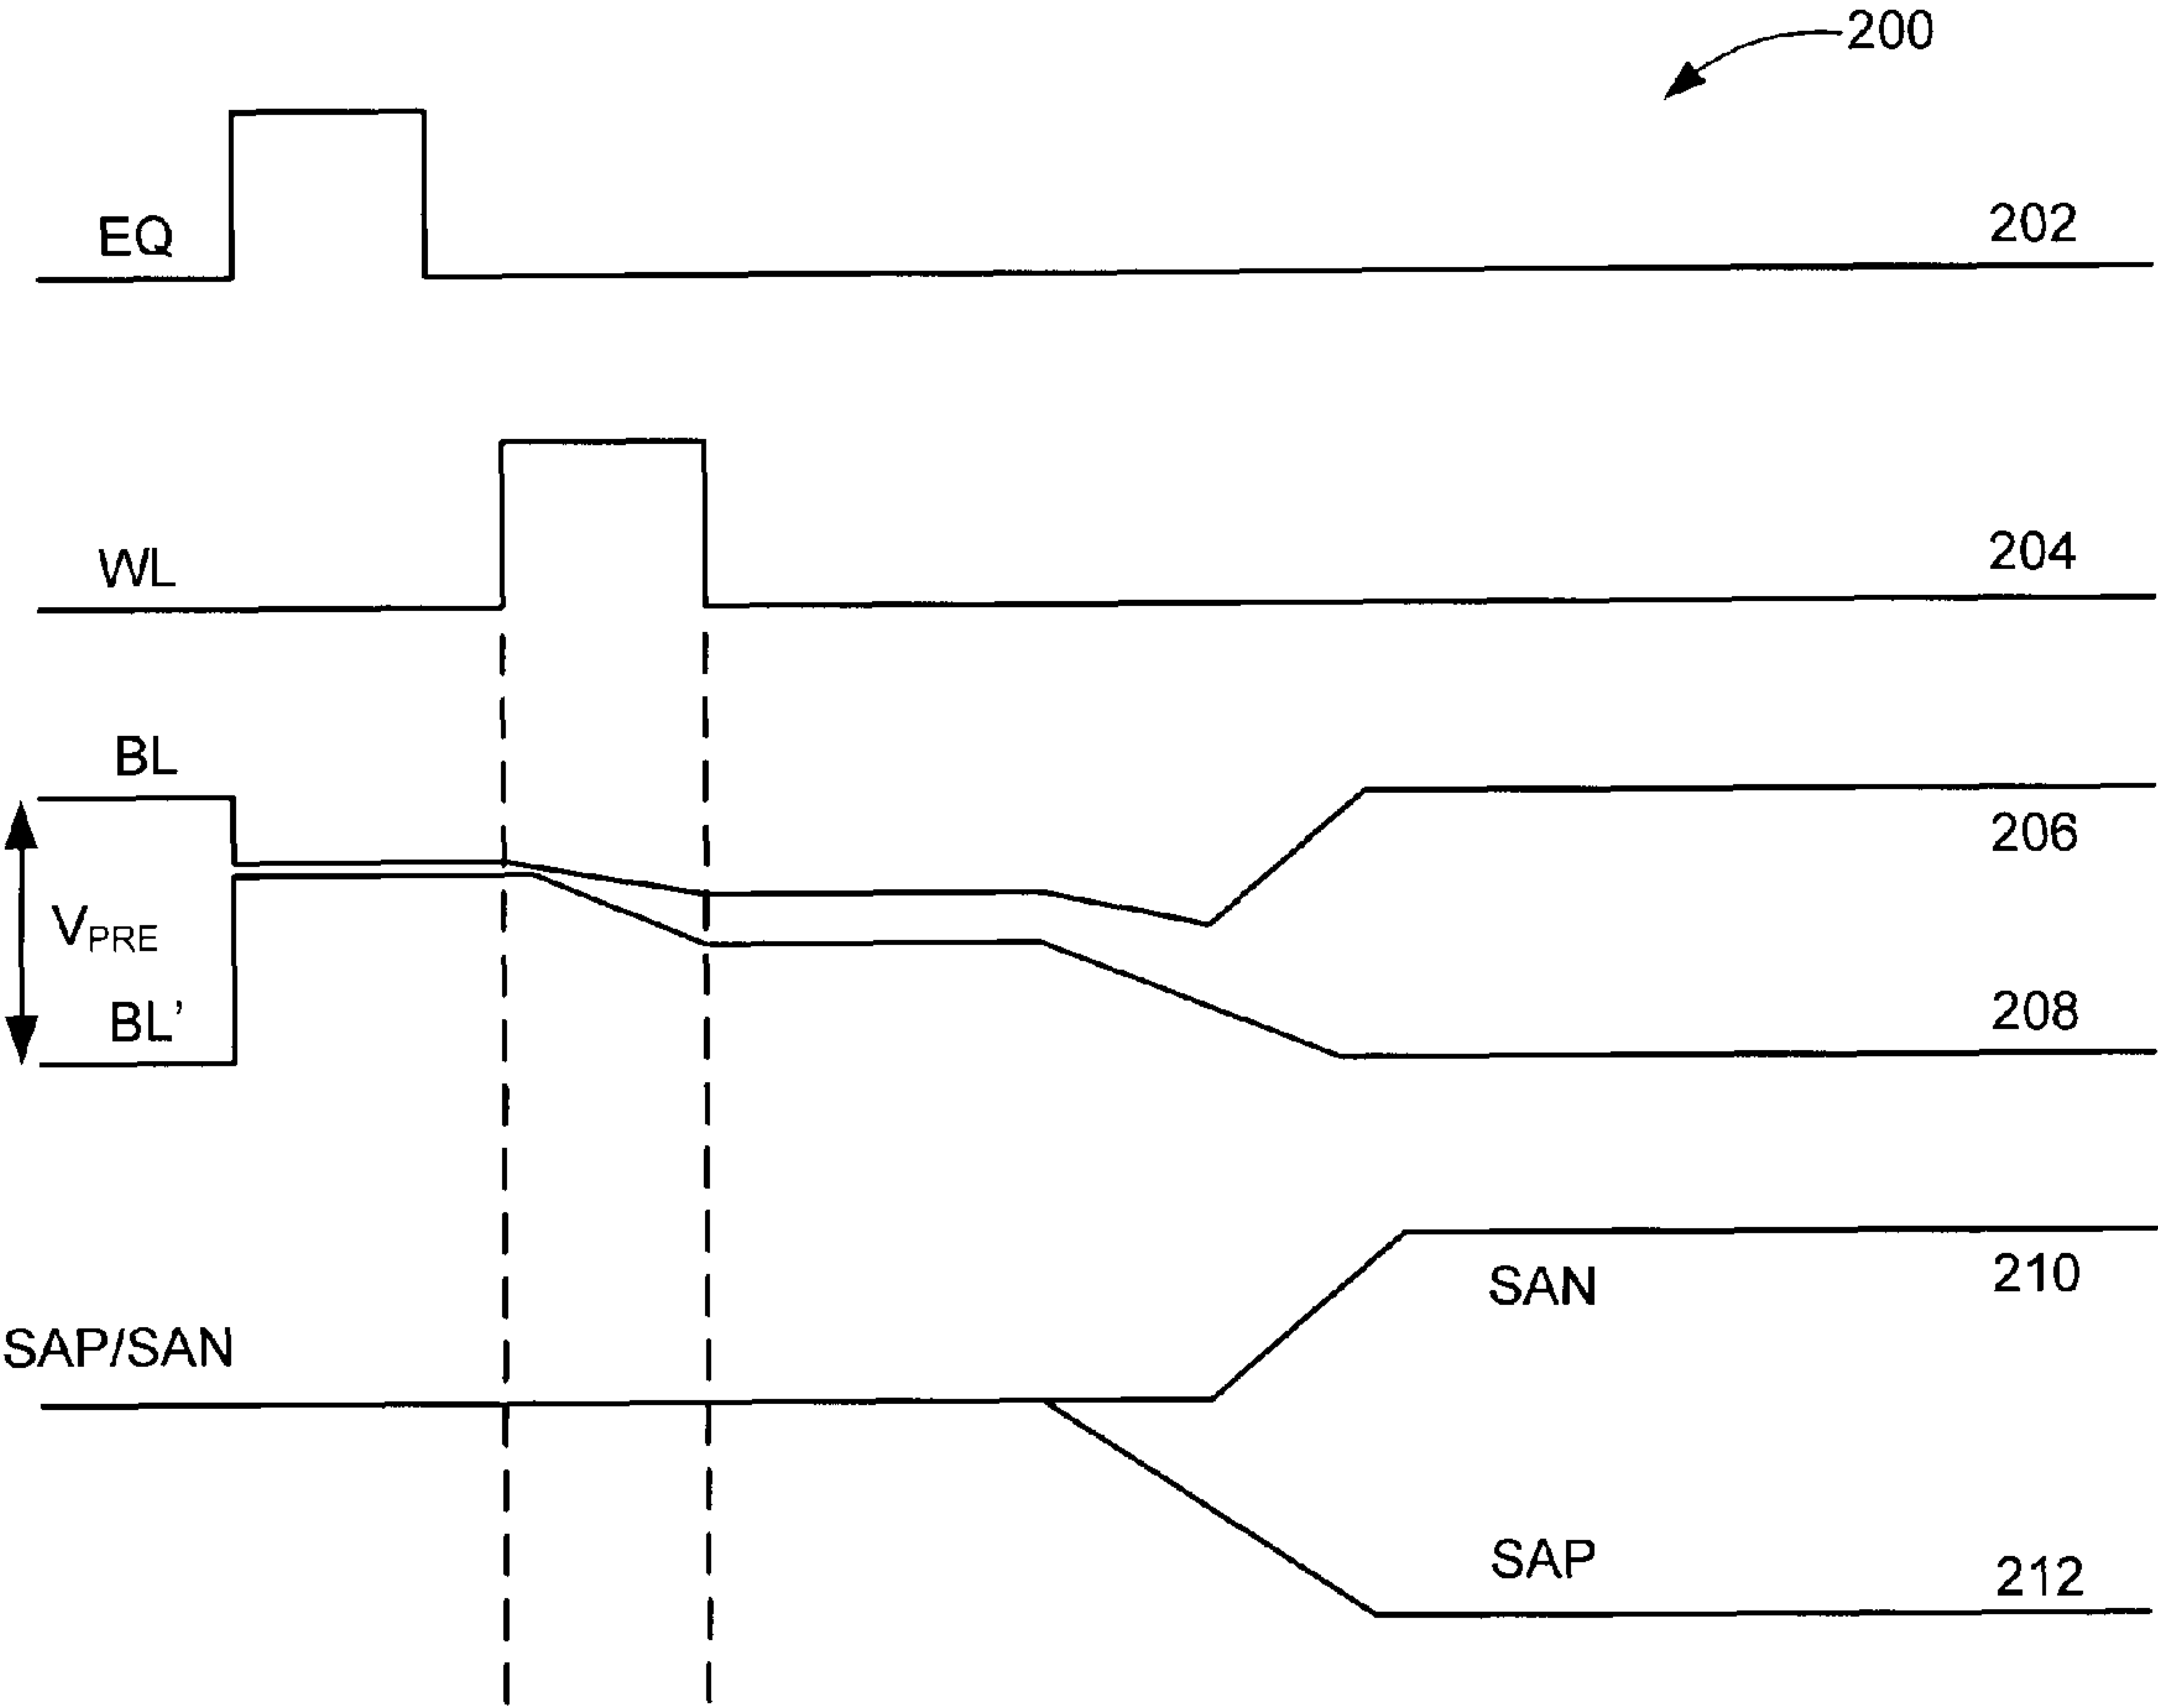 200
EQ
202
WL
204
BL
206
VPRE
BL’
208
SAN
210
SAP/SAN
SAP
212